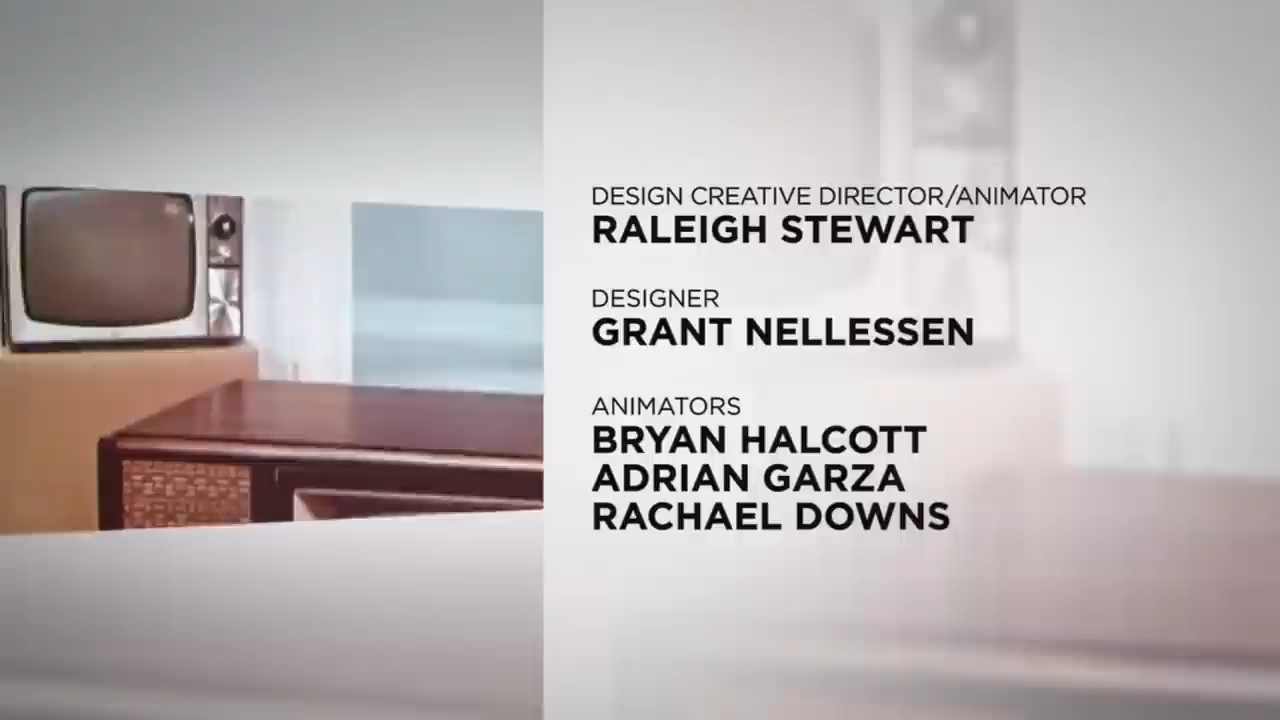 DESIGN CREATIVE DIRECTOR/ANIMATOR
RALEIGH STEWART
DESIGNER
GRANT NELLESSEN
ANIMATORS
BRYAN HALCOTT
ADRIAN GARZA
RACHAEL DOWNS